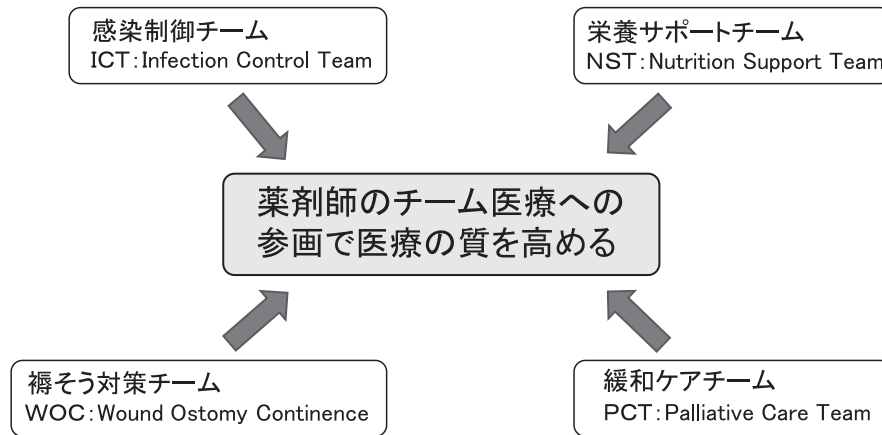 感染制御チーム
ICT:Infection Control Team
栄養サポートチーム
NST:Nutrition Support Team
薬剤師のチーム医療への
参画で医療の質を高める
褥そう対策チーム
WOC:Wound Ostomy Continence
緩和ケアチーム
PCT:Palliative Care Team